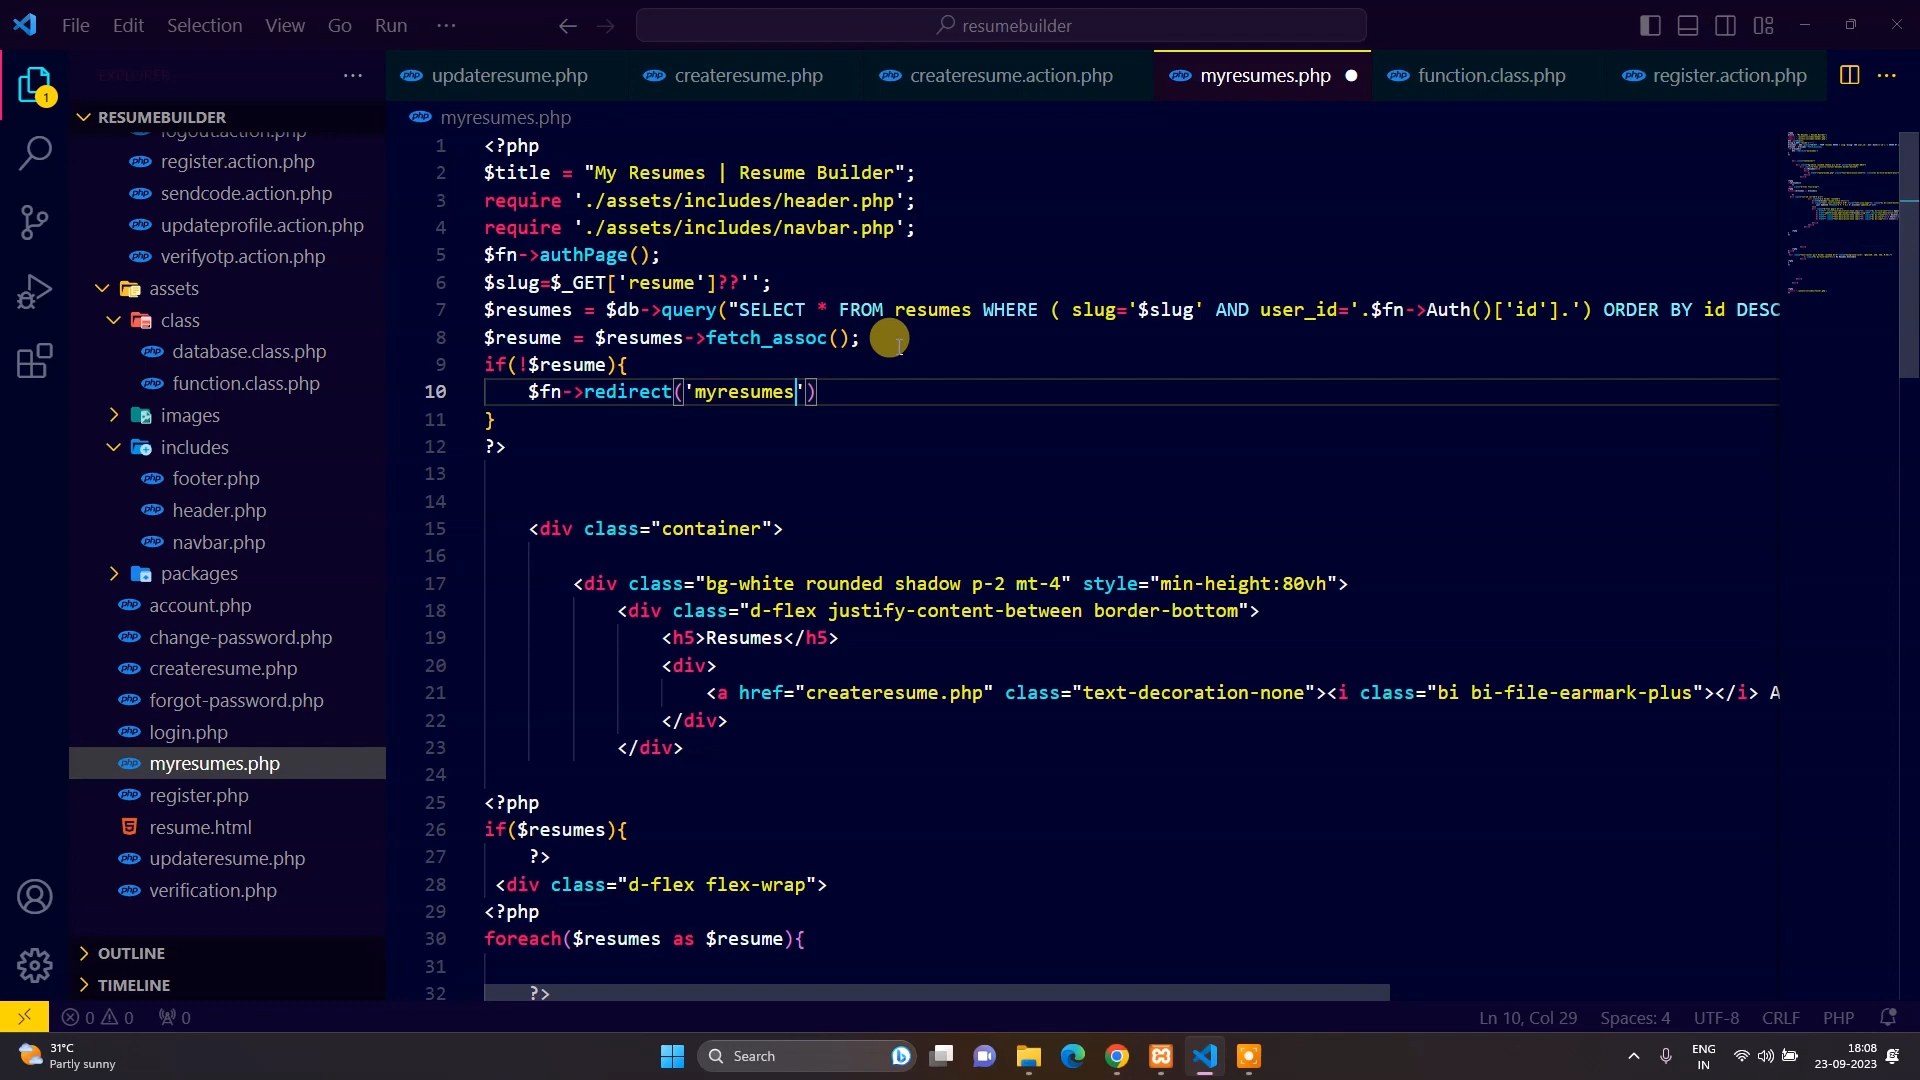 File Edit Selection View Go Run ··· resumebuilder
EXPLORER ···
updateresume.php createresume.php createresume.action.php myresumes.php function.class.php register.action.php ···
1
RESUMEBUILDER
logout.action.php
register.action.php
sendcode.action.php
updateprofile.action.php
verifyotp.action.php
assets
class
database.class.php
function.class.php
images
includes
footer.php
header.php
navbar.php
packages
account.php
change-password.php
createresume.php
forgot-password.php
login.php
myresumes.php
register.php
resume.html
updateresume.php
verification.php
OUTLINE
TIMELINE
myresumes.php
1 <?php
2 $title = "My Resumes | Resume Builder";
3 require './assets/includes/header.php';
4 require './assets/includes/navbar.php';
5 $fn->authPage();
6 $slug=$_GET['resume']??'';
7 $resumes = $db->query("SELECT * FROM resumes WHERE ( slug='$slug' AND user_id='.$fn->Auth()['id'].') ORDER BY id DESC
8 $resume = $resumes->fetch_assoc();
9 if(!$resume){
10 $fn->redirect('myresumes')
11 }
12 ?>
13
14
15 <div class="container">
16
17 <div class="bg-white rounded shadow p-2 mt-4" style="min-height:80vh">
18 <div class="d-flex justify-content-between border-bottom">
19 <h5>Resumes</h5>
20 <div>
21 <a href="createresume.php" class="text-decoration-none"><i class="bi bi-file-earmark-plus"></i> A
22 </div>
23 </div>
24
25 <?php
26 if($resumes){
27 ?>
28 <div class="d-flex flex-wrap">
29 <?php
30 foreach($resumes as $resume){
31
32 ?>
0 0 0 Ln 10, Col 29 Spaces: 4 UTF-8 CRLF PHP
31°C
Partly sunny
Search
ENG
IN
18:08
23-09-2023